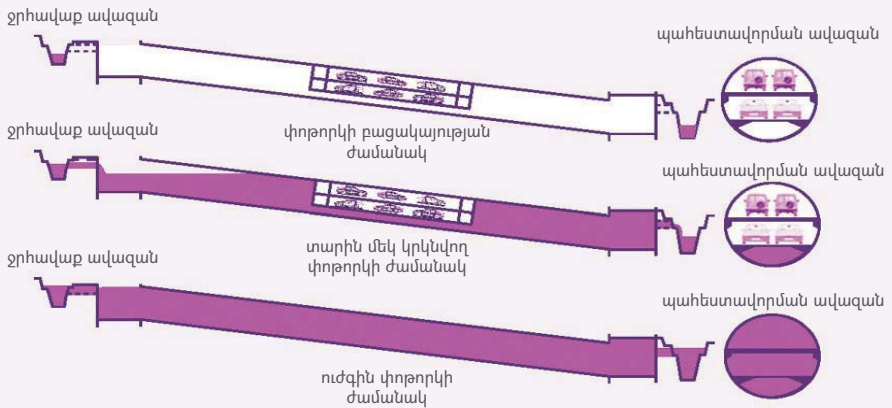 ջրհավաք ավազան
պահեստավորման ավազան
փոթորկի բացակայության
ժամանակ
ջրհավաք ավազան
պահեստավորման ավազան
տարին մեկ կրկնվող
փոթորկի ժամանակ
ջրհավաք ավազան
պահեստավորման ավազան
ուժգին փոթորկի
ժամանակ